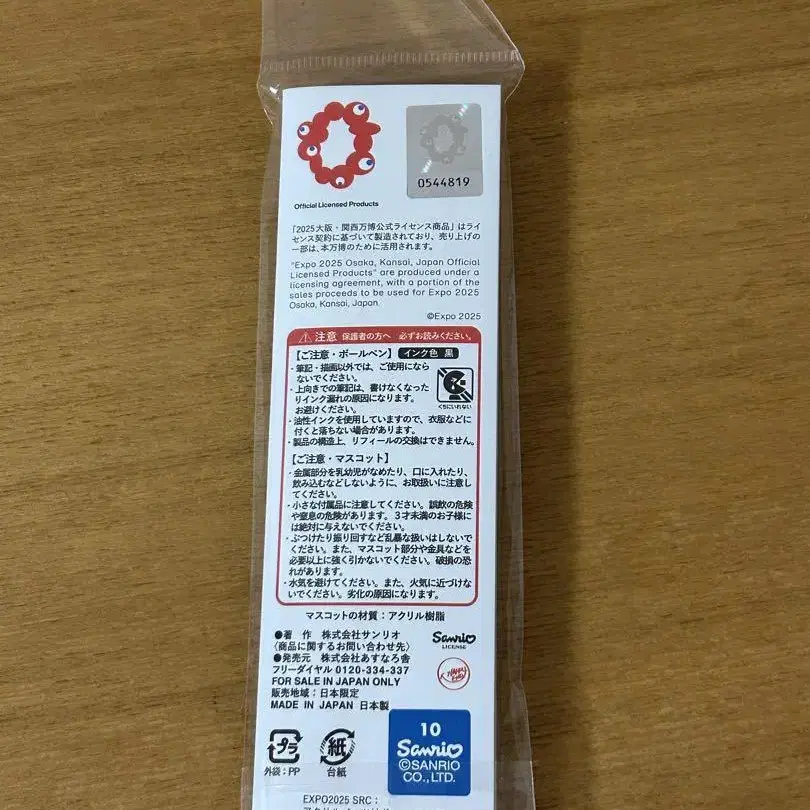 0544819
Official Licensed Products
「2025大阪・関西万博公式ライセンス商品」はライ
センス契約に基づいて製造されており、売り上げの
一部は、本万博のために活用されます。
"Expo 2025 Osaka, Kansai, Japan Official
Licensed Products" are produced under a
licensing agreement, with a portion of the
sales proceeds to be used for Expo 2025
Osaka, Kansai, Japan.
©Expo 2025
注意 保護者の方へ 必ずお読みください。
【ご注意・ボールペン】 インク色 黒
・筆記・描画以外では、ご使用になら
ないでください。
・上向きでの筆記は、書けなくなった
りインク漏れの原因になります。
お避けください。
くちにいれない
・油性インクを使用していますので、衣服などに
付くと落ちない場合があります。
・製品の構造上、リフィールの交換はできません。
【ご注意・マスコット】
・金属部分を乳幼児がなめたり、口に入れたり、
飲み込むなどしないように、お取扱いに注意し
てください。
・小さな付属品に注意してください。誤飲の危険
や窒息の危険があります。3才未満のお子様に
は絶対に与えないでください。
・ぶつけたり振り回すなど乱暴な扱いはしないで
ください。また、マスコット部分や金具などを
必要以上に強く引かないでください。破損の恐
れがあります。
・水気を避けてください。また、火気に近づけな
いでください。劣化の原因になります。
マスコットの材質：アクリル樹脂
●著 作 株式会社サンリオ
〈商品に関するお問い合わせ先〉
●発売元 株式会社あすなろ舎
フリーダイヤル 0120-334-337
FOR SALE IN JAPAN ONLY
販売地域：日本限定
MADE IN JAPAN 日本製
Sanrio
LICENSE
プラ
外装：PP
紙
台紙
10
Sanrio
©SANRIO
CO.,LTD.
EXPO2025 SRC：